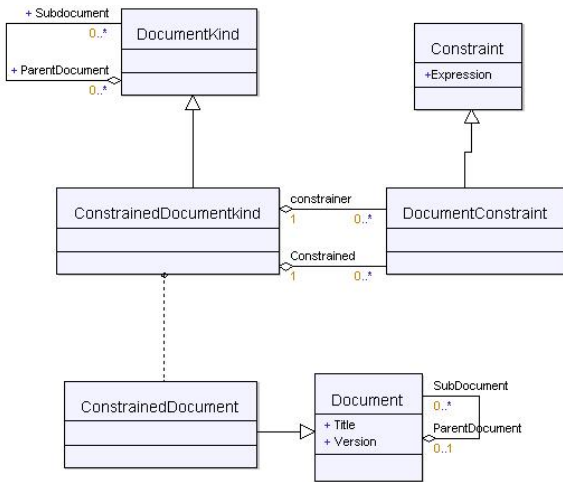 + Subdocument
0..*
DocumentKind
+ ParentDocument
0..*
Constraint
+Expression
ConstrainedDocumentkind
constrainer
1 0..*
Constrained
1 0..*
DocumentConstraint
ConstrainedDocument
Document
+ Title
+ Version
SubDocument
0..*
ParentDocument
0..1